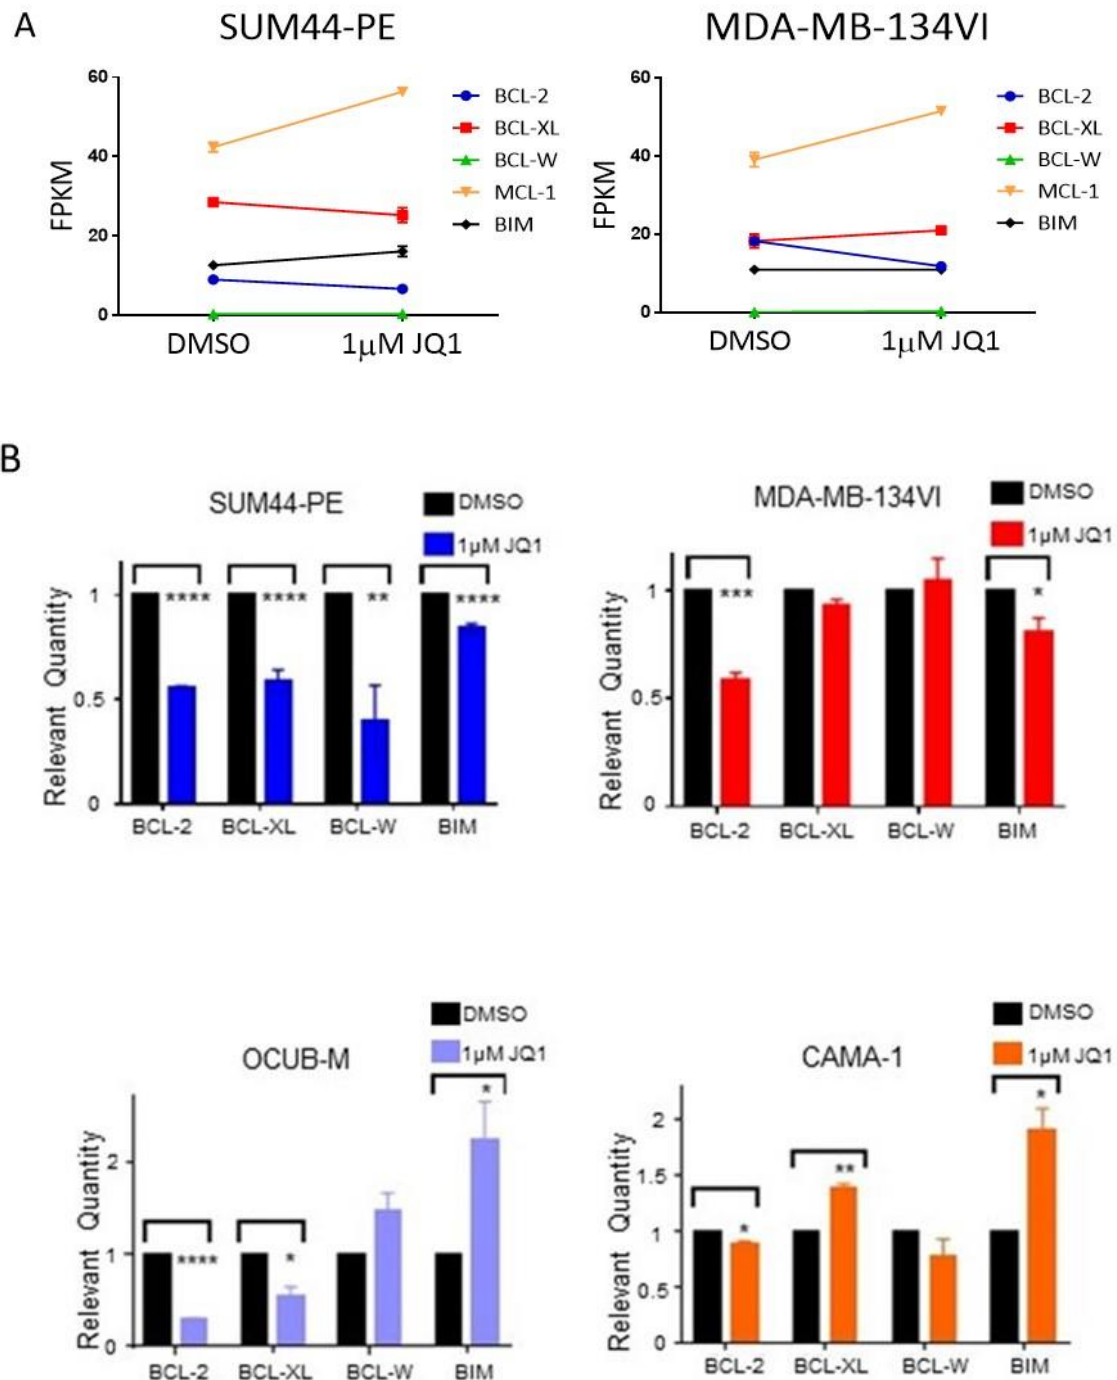 A
SUM44-PE
MDA-MB-134VI
60
40
20
0
FPKM
BCL-2
BCL-XL
BCL-W
MCL-1
BIM
DMSO
1µM JQ1
60
40
20
0
FPKM
BCL-2
BCL-XL
BCL-W
MCL-1
BIM
DMSO
1µM JQ1
B
SUM44-PE
DMSO
1µM JQ1
Relevant Quantity
1
0.5
0
****
****
**
****
BCL-2
BCL-XL
BCL-W
BIM
MDA-MB-134VI
DMSO
1µM JQ1
Relevant Quantity
1
0.5
0
***
*
BCL-2
BCL-XL
BCL-W
BIM
OCUB-M
DMSO
1µM JQ1
Relevant Quantity
2
1
0
****
*
*
BCL-2
BCL-XL
BCL-W
BIM
CAMA-1
DMSO
1µM JQ1
Relevant Quantity
2
1.5
1
0.5
0
*
**
*
BCL-2
BCL-XL
BCL-W
BIM